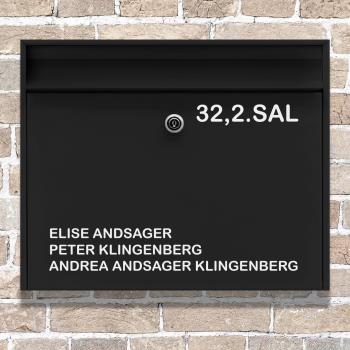 32,2.SAL
ELISE ANDSAGER
PETER KLINGENBERG
ANDREA ANDSAGER KLINGENBERG